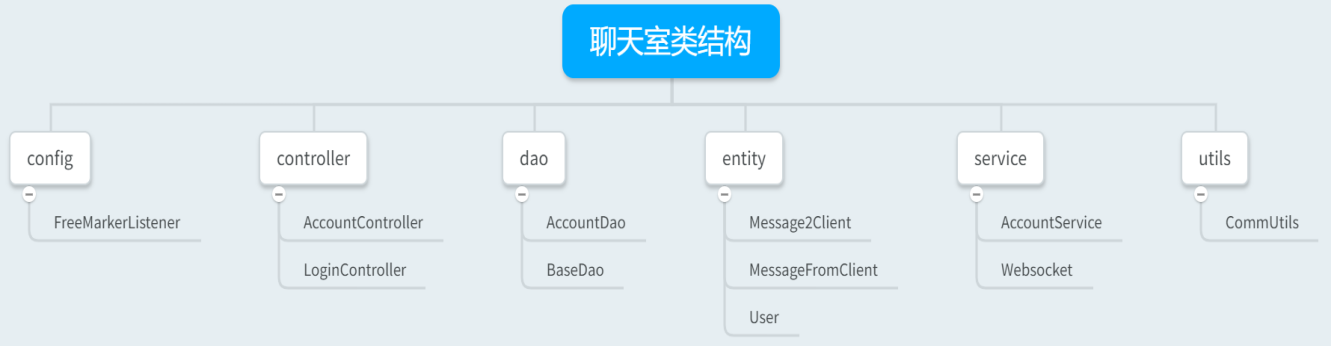 聊天室类结构
config
controller
dao
entity
service
utils
FreeMarkerListener
AccountController
AccountDao
Message2Client
AccountService
CommUtils
LoginController
BaseDao
MessageFromClient
Websocket
User